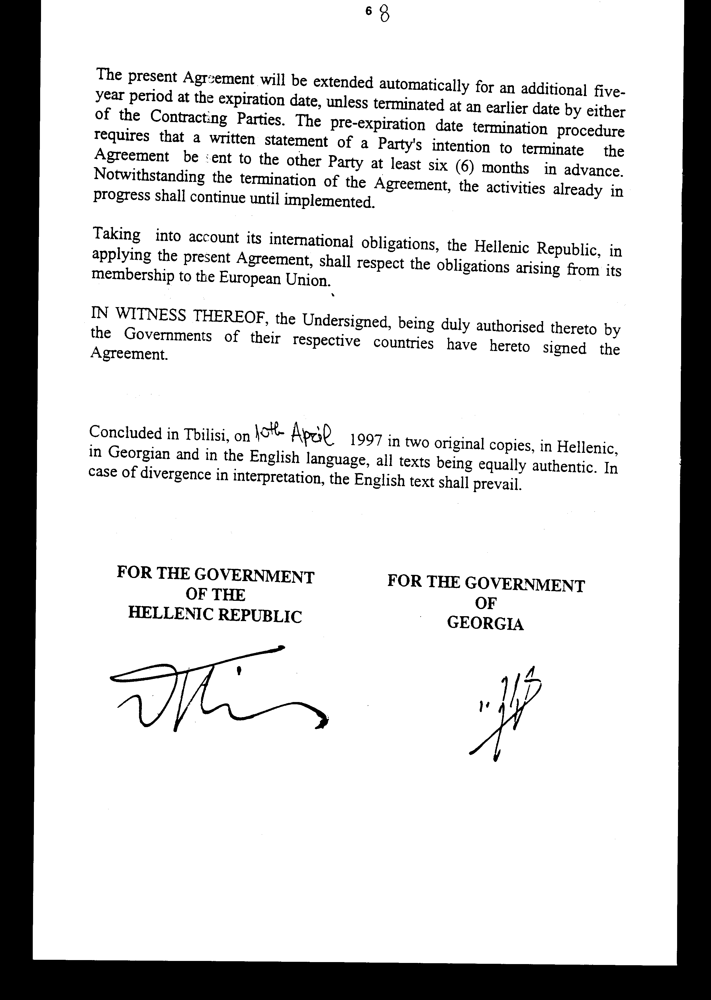 6 8
The present Agreement will be extended automatically for an additional five-
year period at the expiration date, unless terminated at an earlier date by either
of the Contracting Parties. The pre-expiration date termination procedure
requires that a written statement of a Party's intention to terminate the
Agreement be sent to the other Party at least six (6) months in advance.
Notwithstanding the termination of the Agreement, the activities already in
progress shall continue until implemented.
Taking into account its international obligations, the Hellenic Republic, in
applying the present Agreement, shall respect the obligations arising from its
membership to the European Union.
IN WITNESS THEREOF, the Undersigned, being duly authorised thereto by
the Governments of their respective countries have hereto signed the
Agreement.
Concluded in Tbilisi, on 10th April 1997 in two original copies, in Hellenic,
in Georgian and in the English language, all texts being equally authentic. In
case of divergence in interpretation, the English text shall prevail.
FOR THE GOVERNMENT
OF THE
HELLENIC REPUBLIC
FOR THE GOVERNMENT
OF
GEORGIA